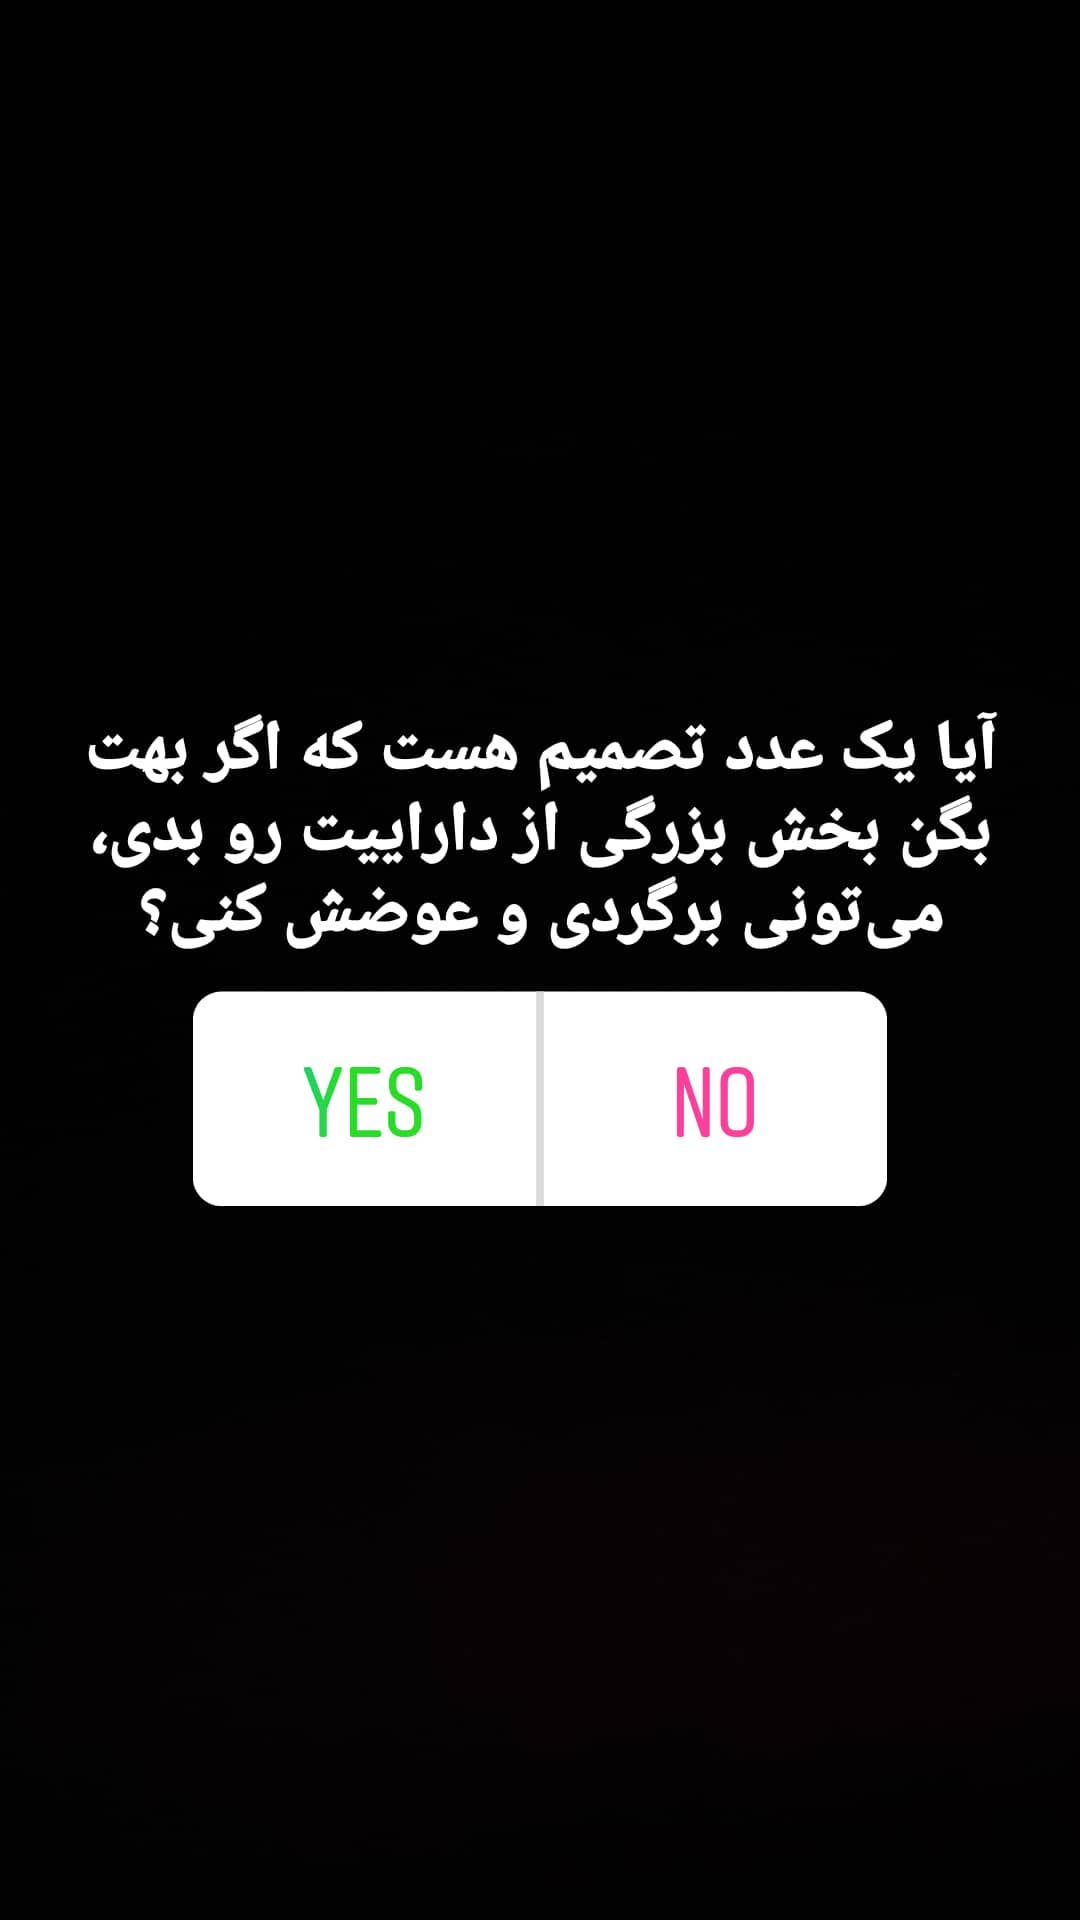 آیا یک عدد تصمیم هست که اگر بهت
بگن بخش بزرگی از داراییت رو بدی،
می‌تونی برگردی و عوضش کنی؟
YES
NO